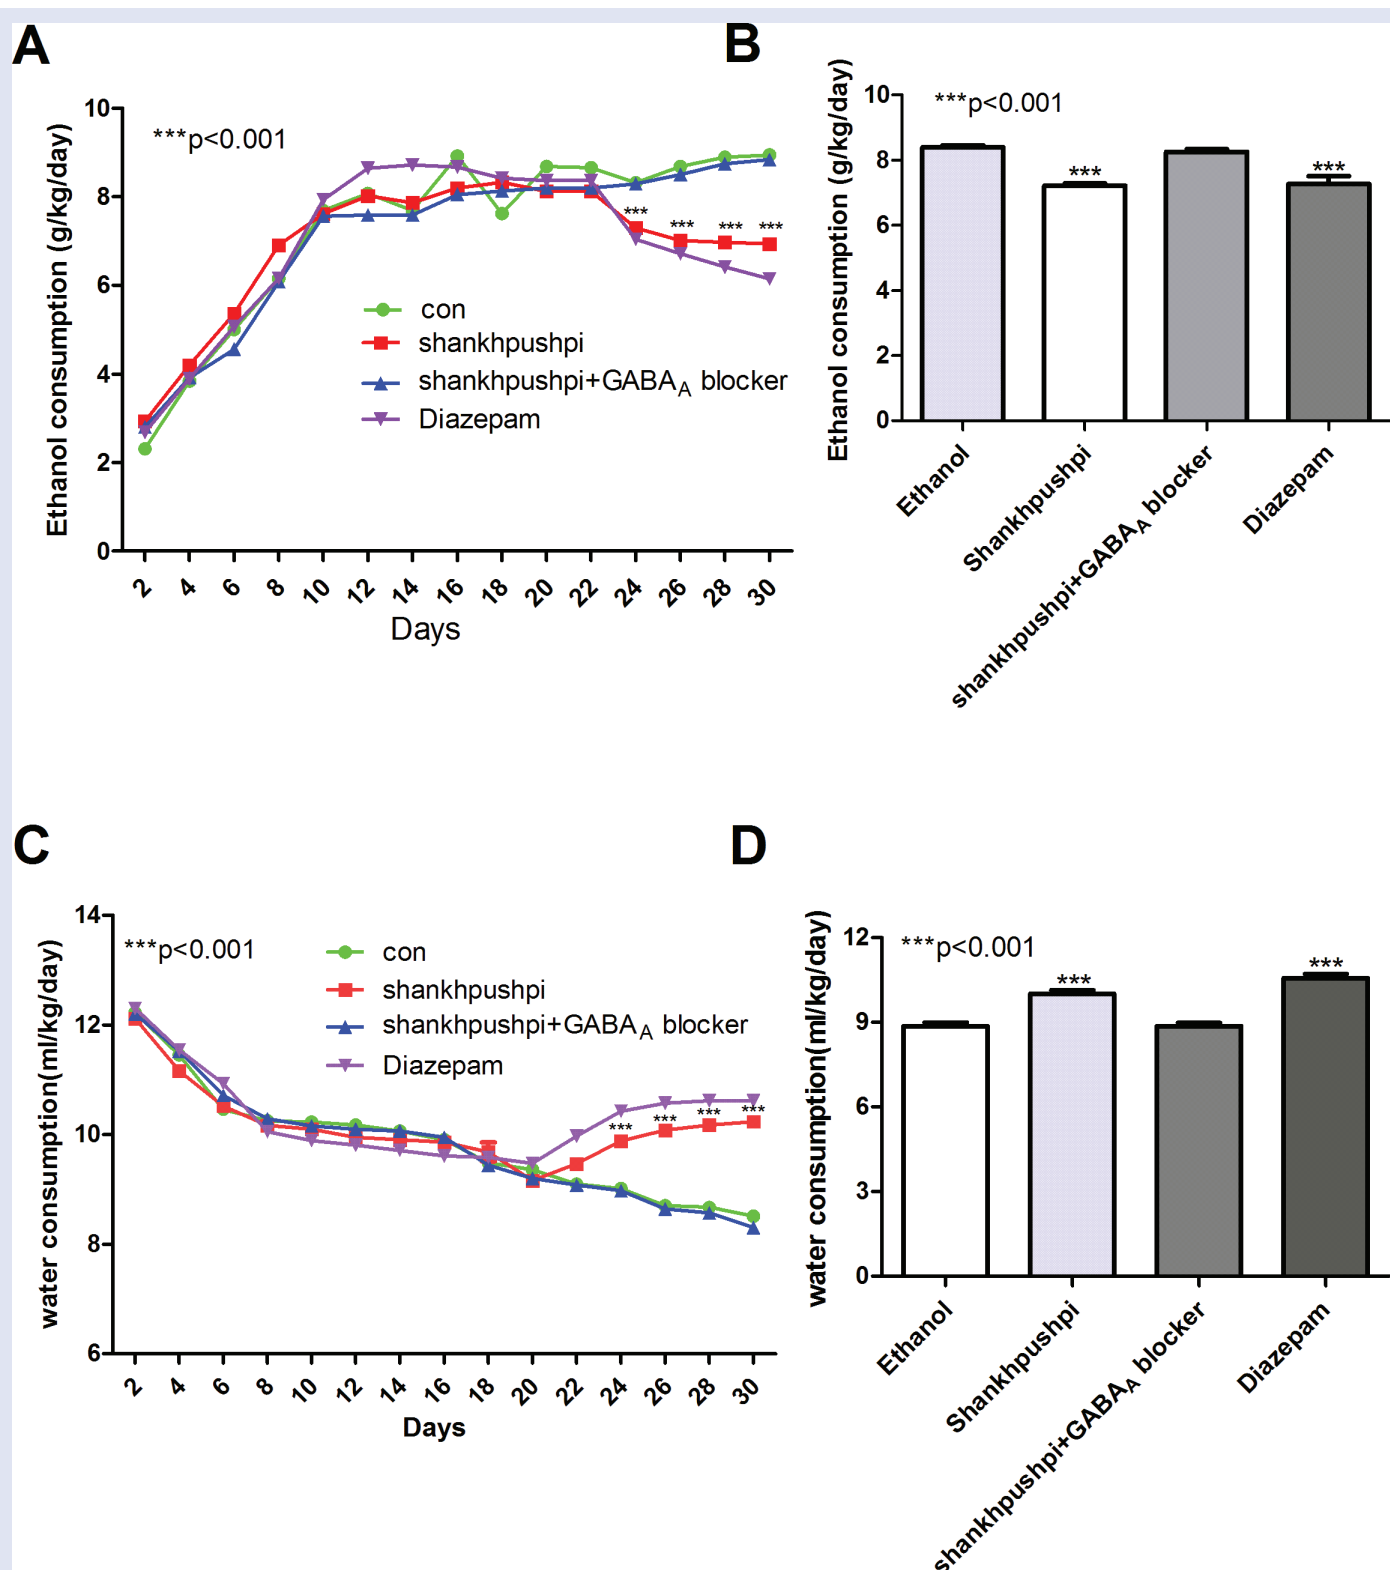 A
Ethanol consumption (g/kg/day)
10
8
6
4
2
0
***p<0.001
***
***
***
***
con
shankhpushpi
shankhpushpi+GABAA blocker
Diazepam
2
4
6
8
10
12
14
16
18
20
22
24
26
28
30
Days
B
Ethanol consumption (g/kg/day)
10
8
6
4
2
0
***p<0.001
***
***
Ethanol
Shankhpushpi
shankhpushpi+GABAA blocker
Diazepam
C
water consumption(ml/kg/day)
14
12
10
8
6
***p<0.001
con
shankhpushpi
shankhpushpi+GABAA blocker
Diazepam
***
***
***
***
2
4
6
8
10
12
14
16
18
20
22
24
26
28
30
Days
D
water consumption(ml/kg/day)
12
9
6
3
0
***p<0.001
***
***
Ethanol
Shankhpushpi
shankhpushpi+GABAA blocker
Diazepam